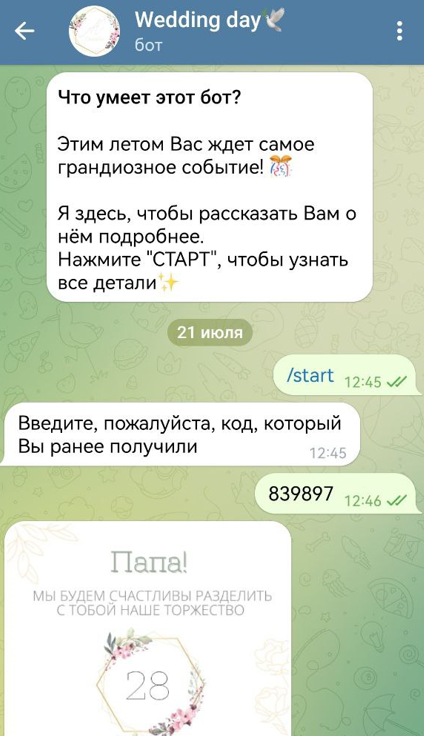 Wedding day🕊
бот
Что умеет этот бот?
Этим летом Вас ждет самое
грандиозное событие! 🎊
Я здесь, чтобы рассказать Вам о
нём подробнее.
Нажмите "СТАРТ", чтобы узнать
все детали✨
21 июля
/start 12:45
Введите, пожалуйста, код, который
Вы ранее получили
12:45
839897 12:46
Папа!
МЫ БУДЕМ СЧАСТЛИВЫ РАЗДЕЛИТЬ
С ТОБОЙ НАШЕ ТОРЖЕСТВО
28